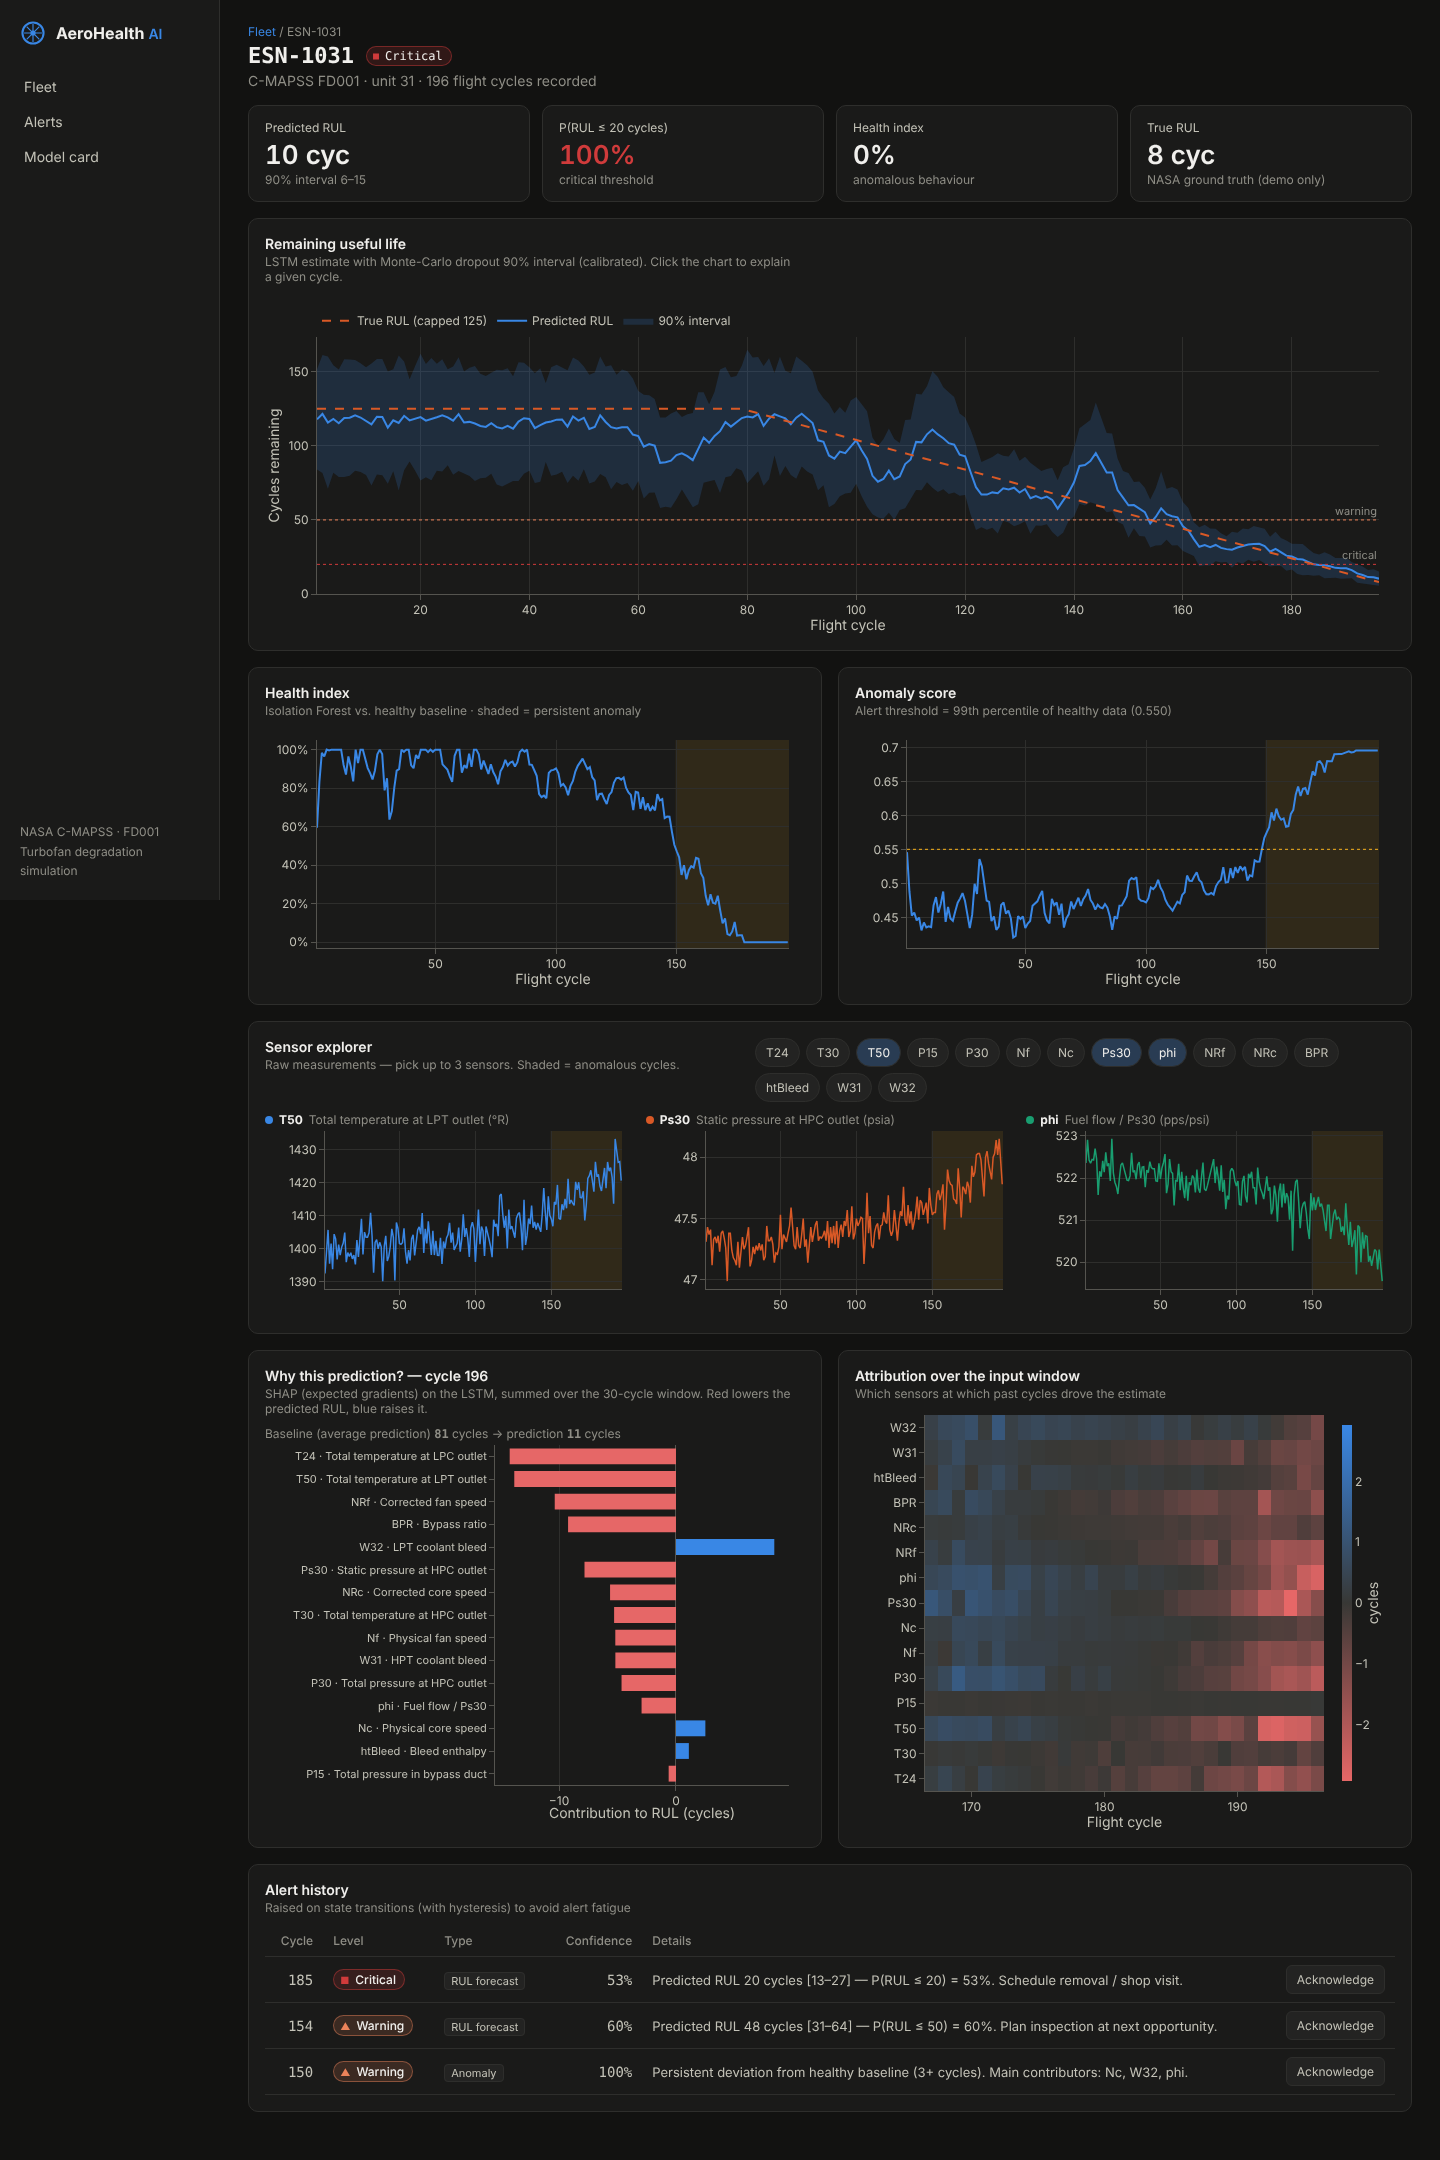 AeroHealth AI
Fleet
Alerts
Model card
NASA C-MAPSS · FD001
Turbofan degradation
simulation
Fleet / ESN-1031
ESN-1031 Critical
C-MAPSS FD001 · unit 31 · 196 flight cycles recorded
Predicted RUL
10 cyc
90% interval 6–15
P(RUL ≤ 20 cycles)
100%
critical threshold
Health index
0%
anomalous behaviour
True RUL
8 cyc
NASA ground truth (demo only)
Remaining useful life
LSTM estimate with Monte-Carlo dropout 90% interval (calibrated). Click the chart to explain
a given cycle.
True RUL (capped 125) Predicted RUL 90% interval
Cycles remaining
150
100
50
0
warning
critical
20 40 60 80 100 120 140 160 180
Flight cycle
Health index
Isolation Forest vs. healthy baseline · shaded = persistent anomaly
100%
80%
60%
40%
20%
0%
50 100 150
Flight cycle
Anomaly score
Alert threshold = 99th percentile of healthy data (0.550)
0.7
0.65
0.6
0.55
0.5
0.45
50 100 150
Flight cycle
Sensor explorer
Raw measurements — pick up to 3 sensors. Shaded = anomalous cycles.
T24 T30 T50 P15 P30 Nf Nc Ps30 phi NRf NRc BPR
htBleed W31 W32
T50 Total temperature at LPT outlet (°R)
1430
1420
1410
1400
1390
50 100 150
Ps30 Static pressure at HPC outlet (psia)
48
47.5
47
50 100 150
phi Fuel flow / Ps30 (pps/psi)
523
522
521
520
50 100 150
Why this prediction? — cycle 196
SHAP (expected gradients) on the LSTM, summed over the 30-cycle window. Red lowers the
predicted RUL, blue raises it.
Baseline (average prediction) 81 cycles → prediction 11 cycles
T24 · Total temperature at LPC outlet
T50 · Total temperature at LPT outlet
NRf · Corrected fan speed
BPR · Bypass ratio
W32 · LPT coolant bleed
Ps30 · Static pressure at HPC outlet
NRc · Corrected core speed
T30 · Total temperature at HPC outlet
Nf · Physical fan speed
W31 · HPT coolant bleed
P30 · Total pressure at HPC outlet
phi · Fuel flow / Ps30
Nc · Physical core speed
htBleed · Bleed enthalpy
P15 · Total pressure in bypass duct
−10 0
Contribution to RUL (cycles)
Attribution over the input window
Which sensors at which past cycles drove the estimate
W32
W31
htBleed
BPR
NRc
NRf
phi
Ps30
Nc
Nf
P30
P15
T50
T30
T24
170 180 190
Flight cycle
2
1
0
−1
−2
cycles
Alert history
Raised on state transitions (with hysteresis) to avoid alert fatigue
Cycle Level Type Confidence Details
185 Critical RUL forecast 53% Predicted RUL 20 cycles [13–27] — P(RUL ≤ 20) = 53%. Schedule removal / shop visit. Acknowledge
154 Warning RUL forecast 60% Predicted RUL 48 cycles [31–64] — P(RUL ≤ 50) = 60%. Plan inspection at next opportunity. Acknowledge
150 Warning Anomaly 100% Persistent deviation from healthy baseline (3+ cycles). Main contributors: Nc, W32, phi. Acknowledge